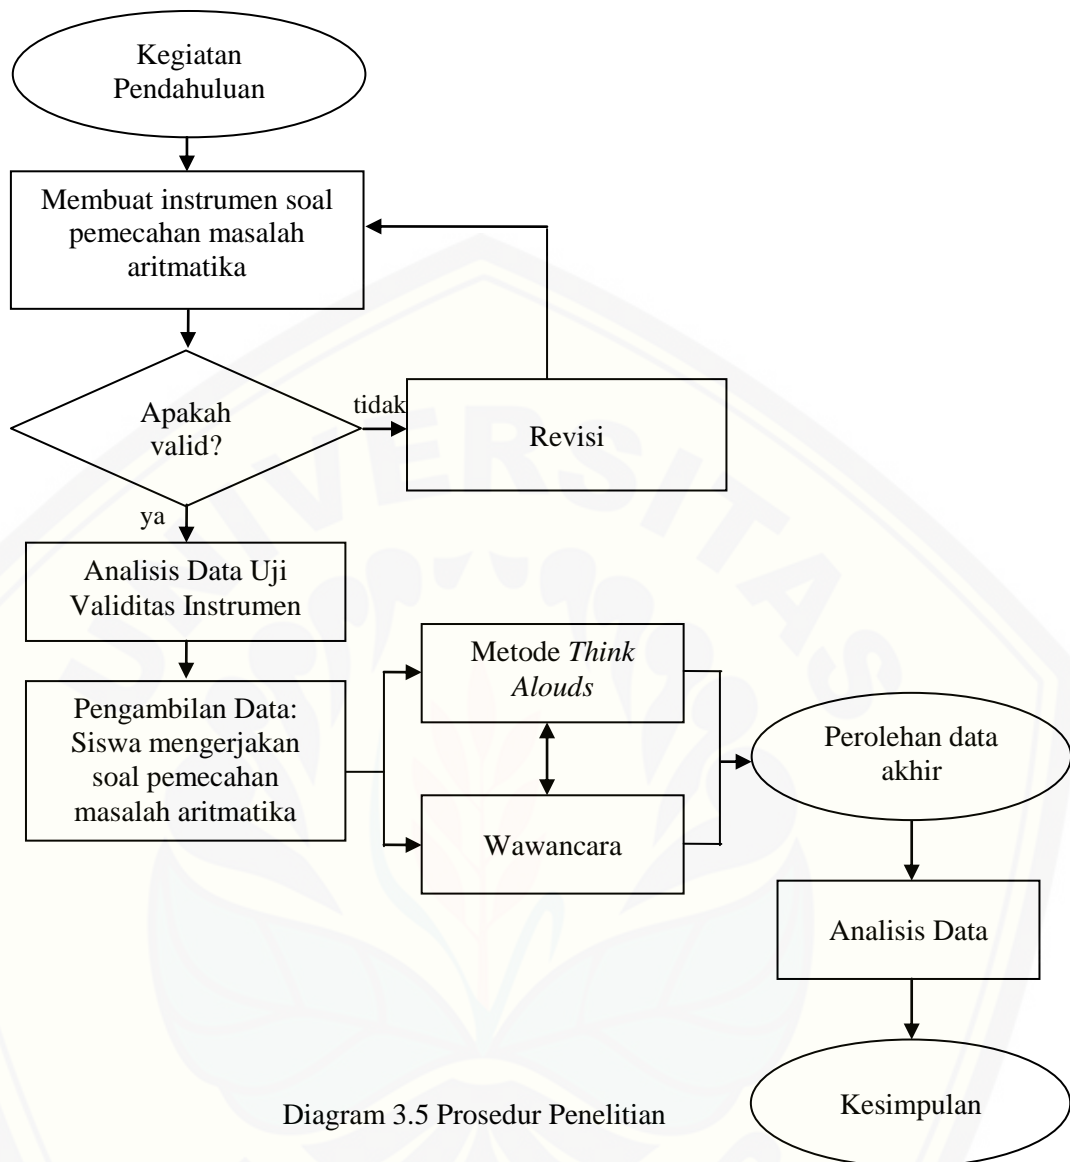 Kegiatan
Pendahuluan
Membuat instrumen soal
pemecahan masalah
aritmatika
Apakah
valid?
tidak
Revisi
ya
Analisis Data Uji
Validitas Instrumen
Pengambilan Data:
Siswa mengerjakan
soal pemecahan
masalah aritmatika
Metode Think
Alouds
Wawancara
Perolehan data
akhir
Analisis Data
Kesimpulan
Diagram 3.5 Prosedur Penelitian
UNIVERSITAS